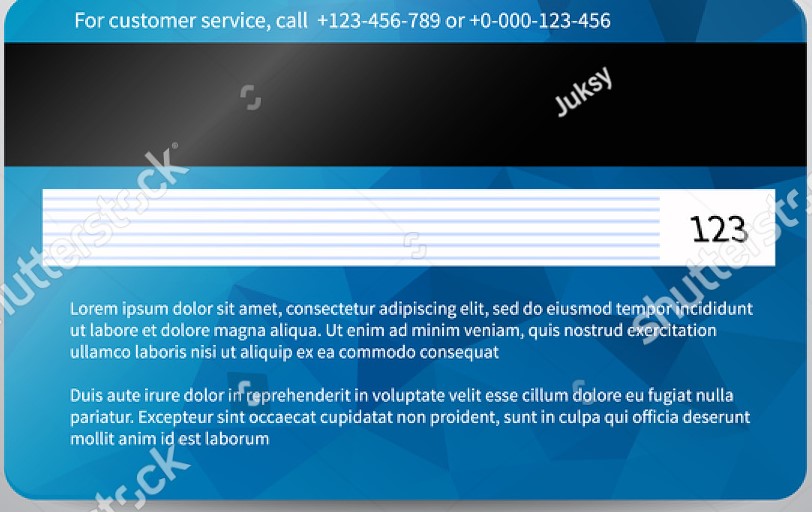 For customer service, call +123-456-789 or +0-000-123-456
Juksy
shutterstock®
123
shutterstock
shutterstock
Lorem ipsum dolor sit amet, consectetur adipiscing elit, sed do eiusmod tempor incididunt
ut labore et dolore magna aliqua. Ut enim ad minim veniam, quis nostrud exercitation
ullamco laboris nisi ut aliquip ex ea commodo consequat
Duis aute irure dolor in reprehenderit in voluptate velit esse cillum dolore eu fugiat nulla
pariatur. Excepteur sint occaecat cupidatat non proident, sunt in culpa qui officia deserunt
mollit anim id est laborum